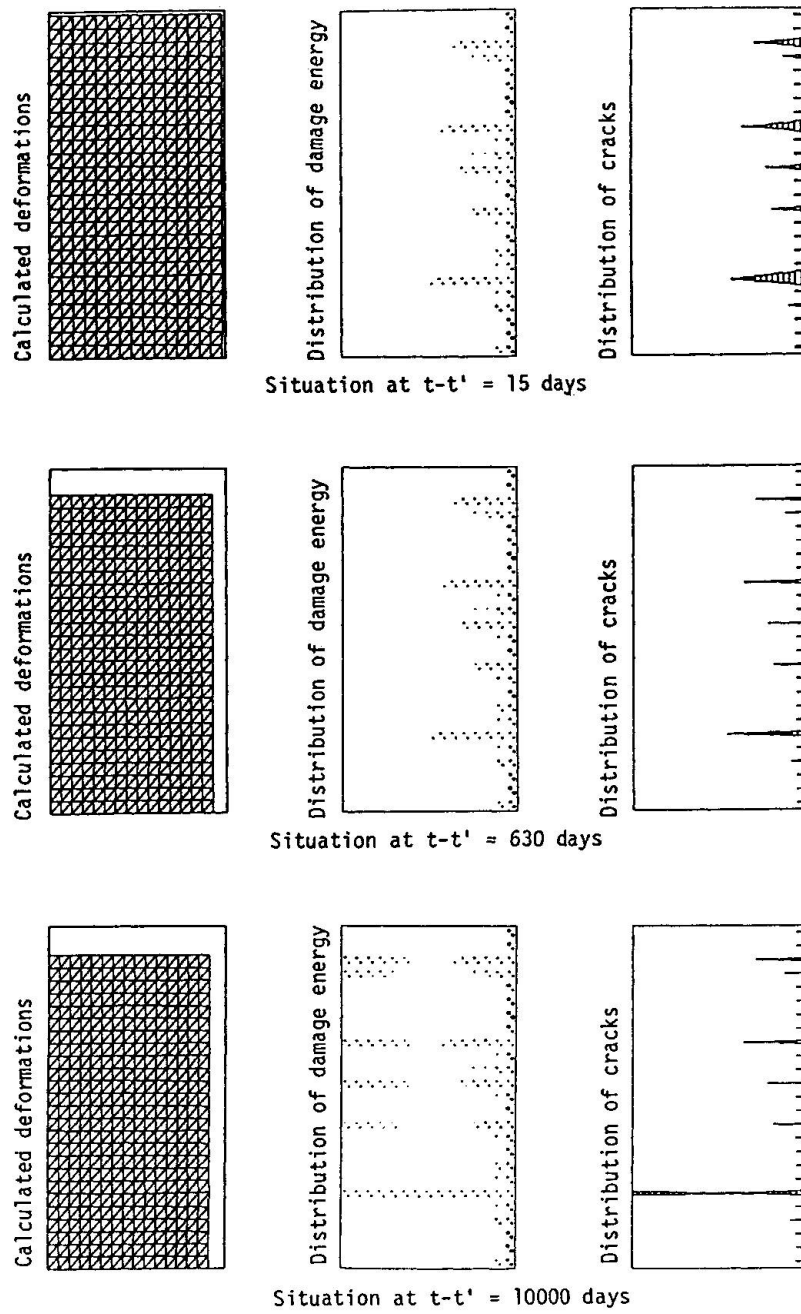 Calculated deformations
Distribution of damage energy
Distribution of cracks
Situation at t-t' = 15 days
Calculated deformations
Distribution of damage energy
Distribution of cracks
Situation at t-t' = 630 days
Calculated deformations
Distribution of damage energy
Distribution of cracks
Situation at t-t' = 10000 days